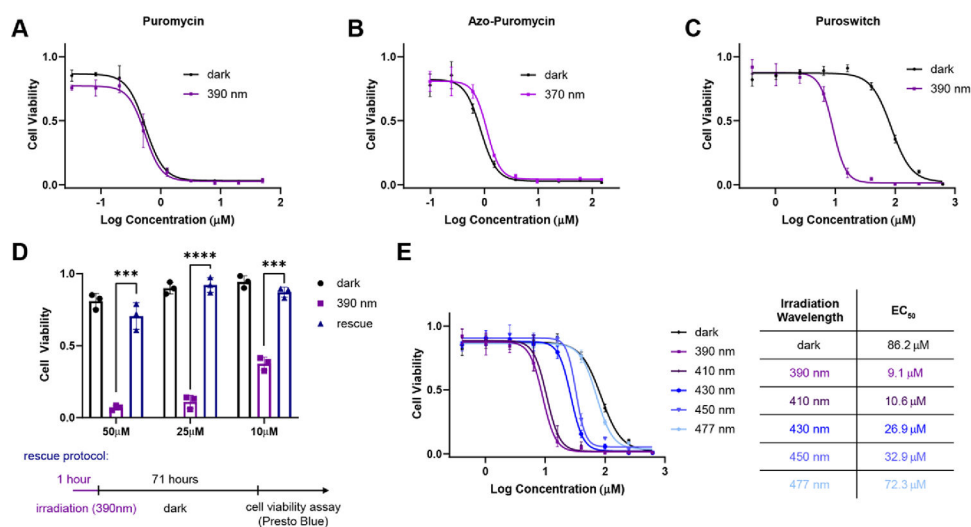 A
Puromycin
Cell Viability
1.0
0.5
0.0
dark
390 nm
-1
0
1
2
Log Concentration (µM)
B
Azo-Puromycin
Cell Viability
1.0
0.5
0.0
dark
370 nm
-1
0
1
2
Log Concentration (µM)
C
Puroswitch
Cell Viability
1.0
0.5
0.0
dark
390 nm
0
1
2
3
Log Concentration (µM)
D
Cell Viability
1.0
0.5
0.0
*** **** ***
dark
390 nm
rescue
50µM 25µM 10µM
rescue protocol:
1 hour 71 hours
irradiation (390nm) dark cell viability assay
(Presto Blue)
E
Cell Viability
1.0
0.5
0.0
dark
390 nm
410 nm
430 nm
450 nm
477 nm
0
1
2
3
Log Concentration (µM)
Irradiation
Wavelength
EC50
dark 86.2 µM
390 nm 9.1 µM
410 nm 10.6 µM
430 nm 26.9 µM
450 nm 32.9 µM
477 nm 72.3 µM